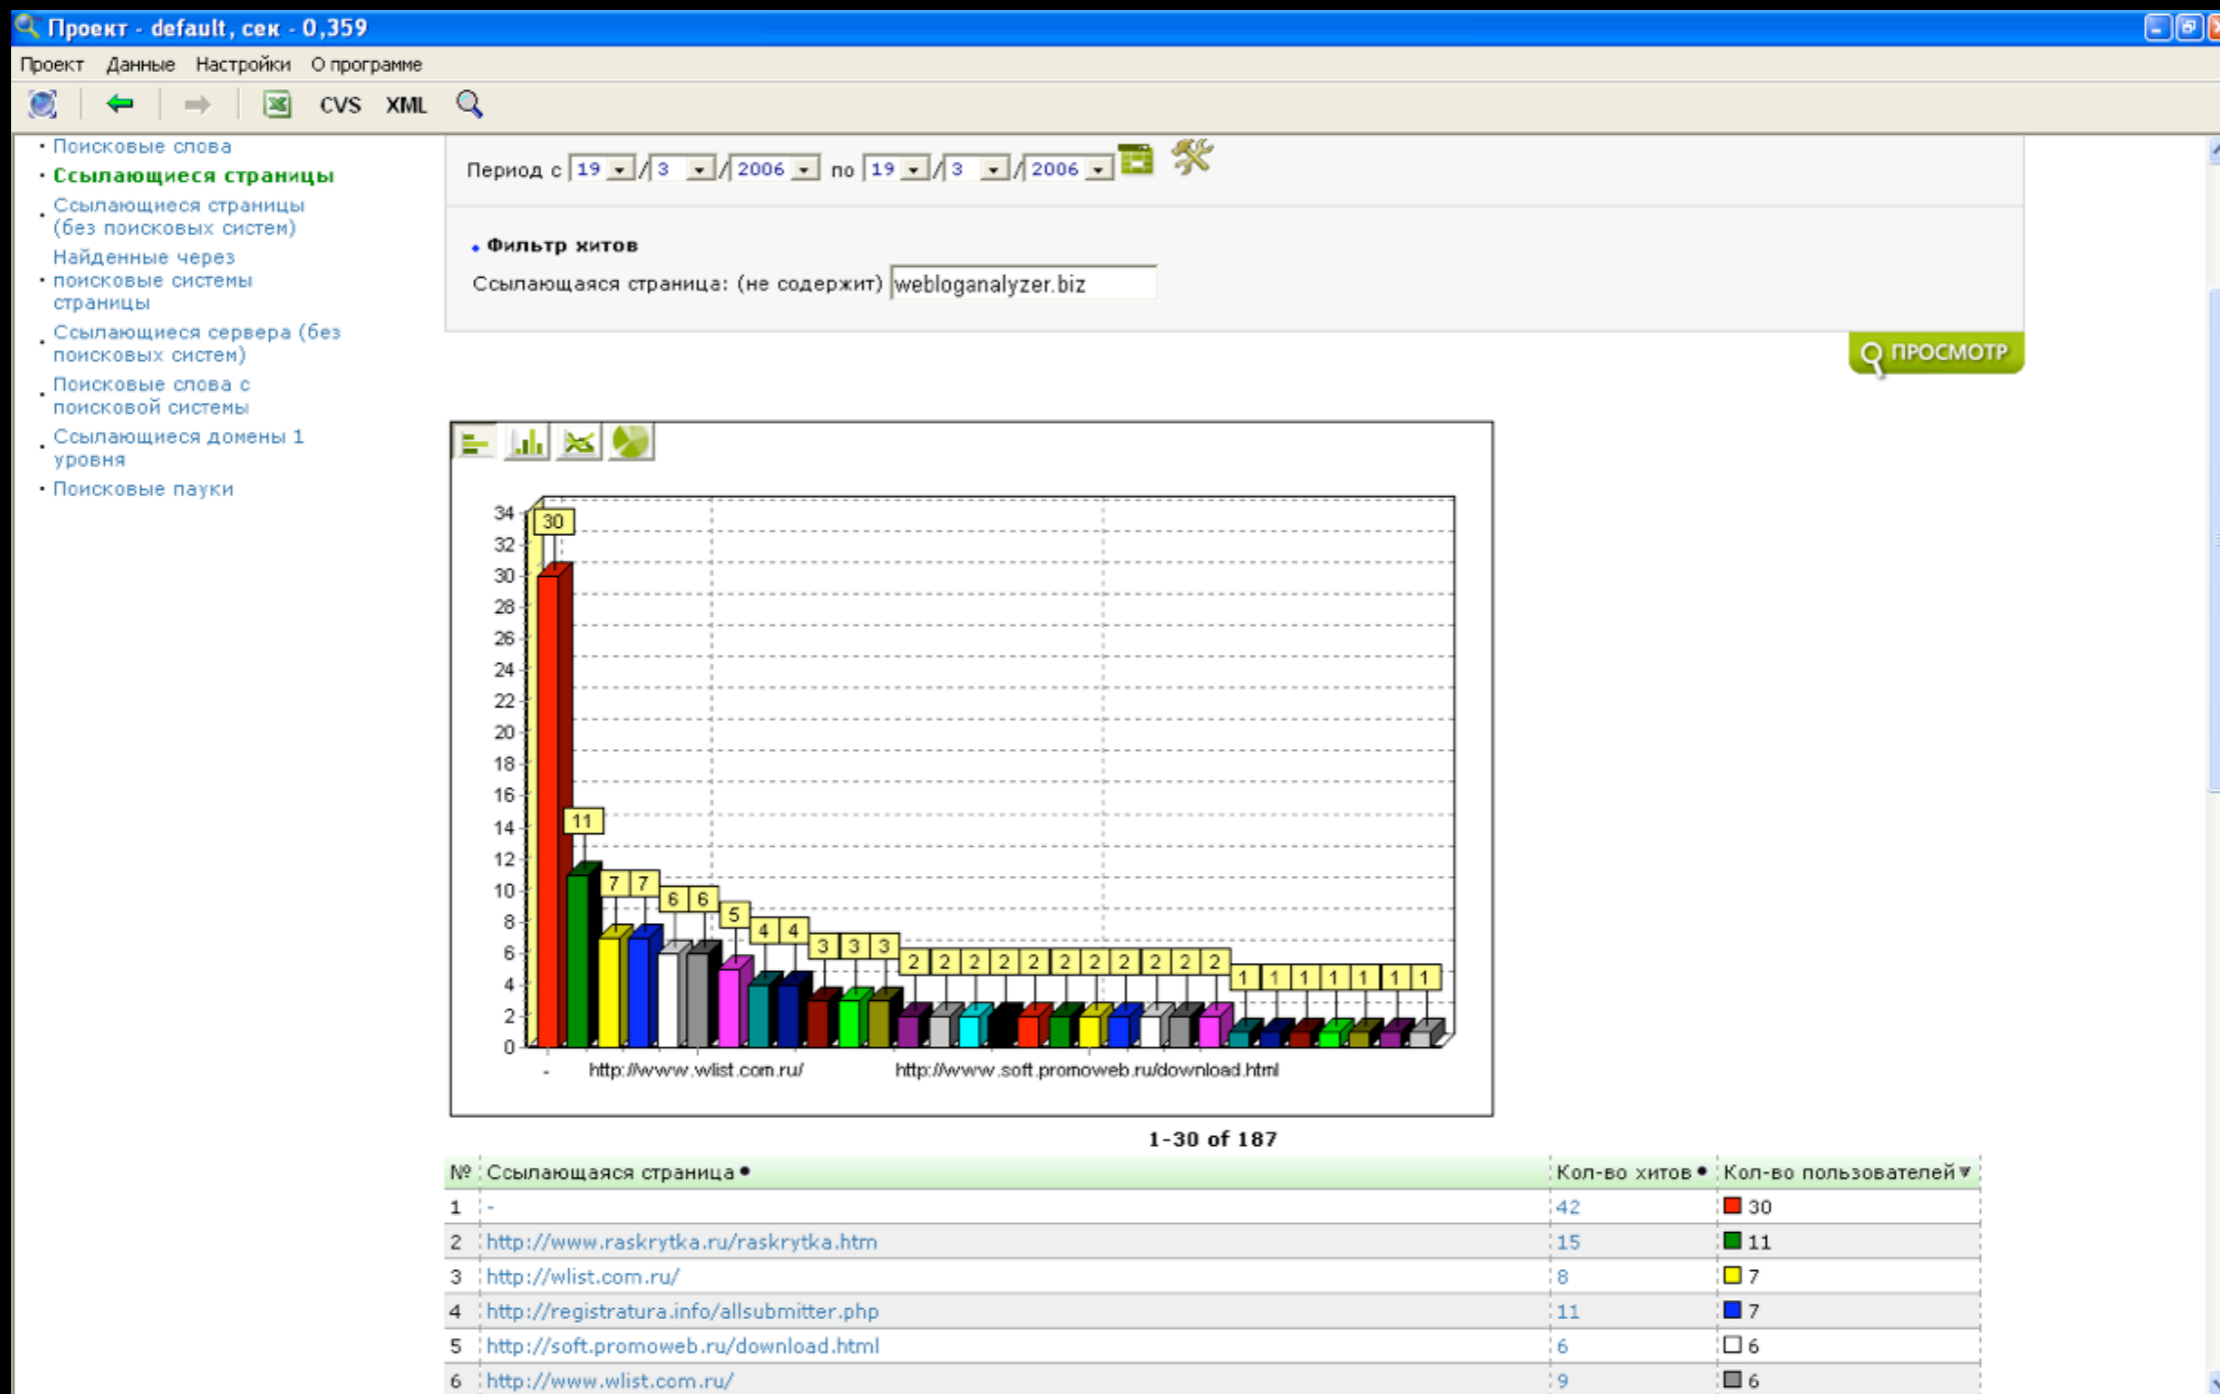 Проект - default, сек - 0,359
Проект Данные Настройки О программе
CVS XML
Поисковые слова
Ссылающиеся страницы
Ссылающиеся страницы
(без поисковых систем)
Найденные через
поисковые системы
страницы
Ссылающиеся сервера (без
поисковых систем)
Поисковые слова с
поисковой системы
Ссылающиеся домены 1
уровня
Поисковые пауки
Период с 19 / 3 / 2006 по 19 / 3 / 2006
Фильтр хитов
Ссылающаяся страница: (не содержит) webloganalyzer.biz
ПРОСМОТР
34
32
30
28
26
24
22
20
18
16
14
12
10
8
6
4
2
0
30
11
7 7
6 6
5
4 4
3 3 3
2 2 2 2 2 2 2 2 2 2 2
1 1 1 1 1 1 1
- http://www.wlist.com.ru/ http://www.soft.promoweb.ru/download.html
1-30 of 187
№ Ссылающаяся страница Кол-во хитов Кол-во пользователей
1 - 42 30
2 http://www.raskrytka.ru/raskrytka.htm 15 11
3 http://wlist.com.ru/ 8 7
4 http://registratura.info/allsubmitter.php 11 7
5 http://soft.promoweb.ru/download.html 6 6
6 http://www.wlist.com.ru/ 9 6